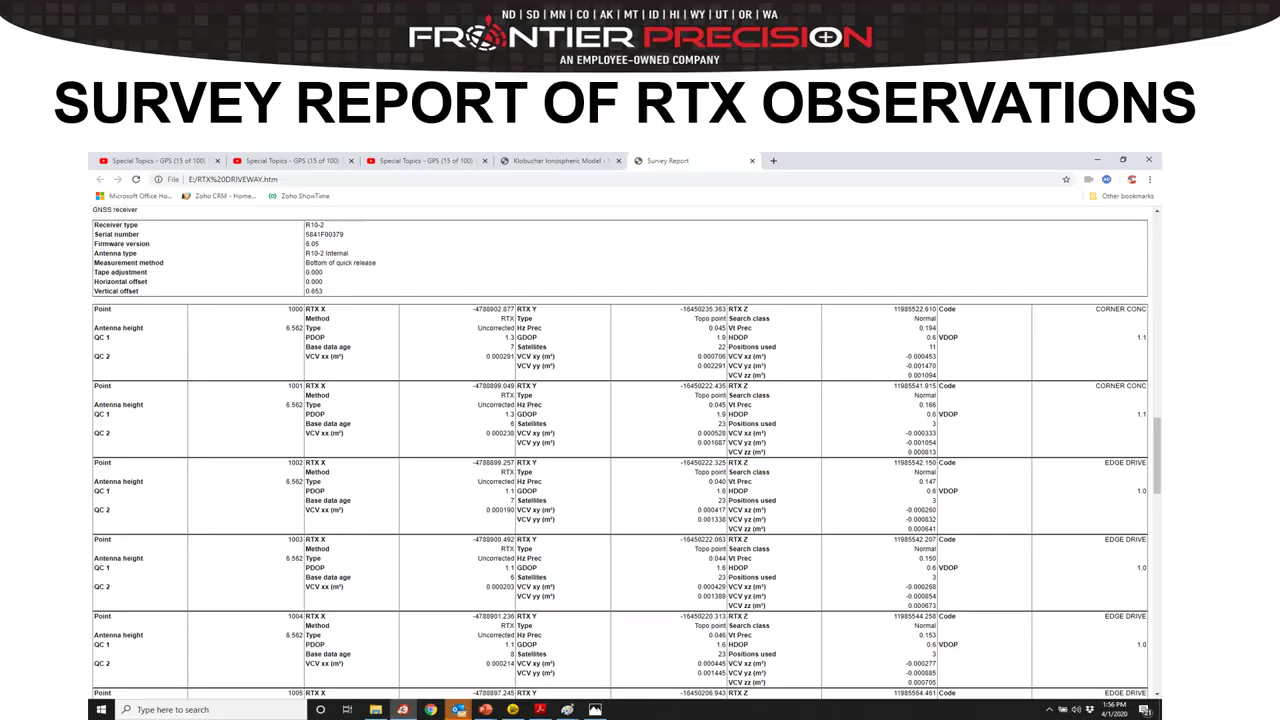 ND | SD | MN | CO | AK | MT | ID | HI | WY | UT | OR | WA
FRONTIER PRECISION
AN EMPLOYEE-OWNED COMPANY
SURVEY REPORT OF RTX OBSERVATIONS
Special Topics - GPS (15 of 100) Special Topics - GPS (15 of 100) Special Topics - GPS (15 of 100) Klobuchar Ionospheric Model - Survey Report
File E:/RTX%20DRIVEWAY.htm
Microsoft Office Ho... Zoho CRM - Home... Zoho ShowTime Other bookmarks
GNSS receiver
Receiver type R10-2
Serial number 5841F00379
Firmware version 6.05
Antenna type R10-2 Internal
Measurement method Bottom of quick release
Tape adjustment 0.000
Horizontal offset 0.000
Vertical offset 0.653
Point 1000 RTX X -4788902.877 RTX Y -16450235.363 RTX Z 11985522.610 Code CORNER CONC
Method RTX Type Topo point Search class Normal
Antenna height 6.562 Type Uncorrected Hz Prec 0.045 Vt Prec 0.194
QC 1 PDOP 1.3 GDOP 1.9 HDOP 0.6 VDOP 1.1
Base data age 7 Satellites 22 Positions used 11
QC 2 VCV xx (m²) 0.000291 VCV xy (m²) 0.000706 VCV xz (m²) -0.000453
VCV yy (m²) 0.002291 VCV yz (m²) -0.001470
VCV zz (m²) 0.001094
Point 1001 RTX X -4788899.049 RTX Y -16450222.435 RTX Z 11985541.915 Code CORNER CONC
Method RTX Type Topo point Search class Normal
Antenna height 6.562 Type Uncorrected Hz Prec 0.045 Vt Prec 0.166
QC 1 PDOP 1.3 GDOP 1.9 HDOP 0.6 VDOP 1.1
Base data age 6 Satellites 23 Positions used 3
QC 2 VCV xx (m²) 0.000238 VCV xy (m²) 0.000528 VCV xz (m²) -0.000333
VCV yy (m²) 0.001687 VCV yz (m²) -0.001054
VCV zz (m²) 0.000813
Point 1002 RTX X -4788899.257 RTX Y -16450222.325 RTX Z 11985542.150 Code EDGE DRIVE
Method RTX Type Topo point Search class Normal
Antenna height 6.562 Type Uncorrected Hz Prec 0.040 Vt Prec 0.147
QC 1 PDOP 1.1 GDOP 1.6 HDOP 0.6 VDOP 1.0
Base data age 7 Satellites 23 Positions used 3
QC 2 VCV xx (m²) 0.000190 VCV xy (m²) 0.000417 VCV xz (m²) -0.000260
VCV yy (m²) 0.001338 VCV yz (m²) -0.000832
VCV zz (m²) 0.000641
Point 1003 RTX X -4788900.492 RTX Y -16450222.063 RTX Z 11985542.207 Code EDGE DRIVE
Method RTX Type Topo point Search class Normal
Antenna height 6.562 Type Uncorrected Hz Prec 0.044 Vt Prec 0.150
QC 1 PDOP 1.1 GDOP 1.6 HDOP 0.6 VDOP 1.0
Base data age 6 Satellites 23 Positions used 3
QC 2 VCV xx (m²) 0.000203 VCV xy (m²) 0.000429 VCV xz (m²) -0.000268
VCV yy (m²) 0.001389 VCV yz (m²) -0.000854
VCV zz (m²) 0.000673
Point 1004 RTX X -4788901.236 RTX Y -16450220.313 RTX Z 11985544.258 Code EDGE DRIVE
Method RTX Type Topo point Search class Normal
Antenna height 6.562 Type Uncorrected Hz Prec 0.046 Vt Prec 0.153
QC 1 PDOP 1.1 GDOP 1.6 HDOP 0.6 VDOP 1.0
Base data age 8 Satellites 23 Positions used 3
QC 2 VCV xx (m²) 0.000214 VCV xy (m²) 0.000445 VCV xz (m²) -0.000277
VCV yy (m²) 0.001445 VCV yz (m²) -0.000885
VCV zz (m²) 0.000705
Point 1005 RTX X -4788897.245 RTX Y -16450206.943 RTX Z 11985564.461 Code EDGE DRIVE
Type here to search 1:56 PM
4/1/2020